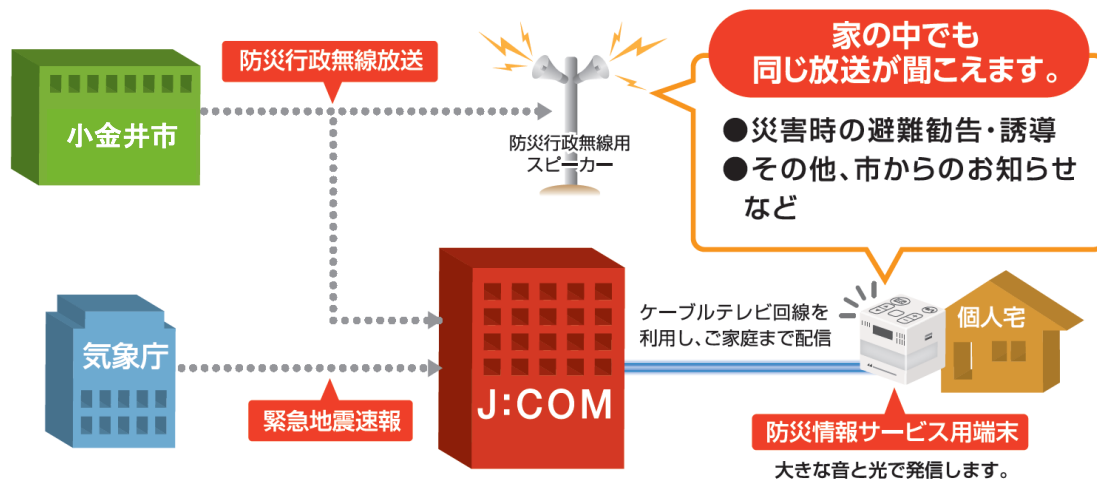 防災行政無線放送
小金井市
防災行政無線用
スピーカー
家の中でも
同じ放送が聞こえます。
●災害時の避難勧告・誘導
●その他、市からのお知らせ
など
気象庁
緊急地震速報
J:COM
ケーブルテレビ回線を
利用し、ご家庭まで配信
個人宅
防災情報サービス用端末
大きな音と光で発信します。